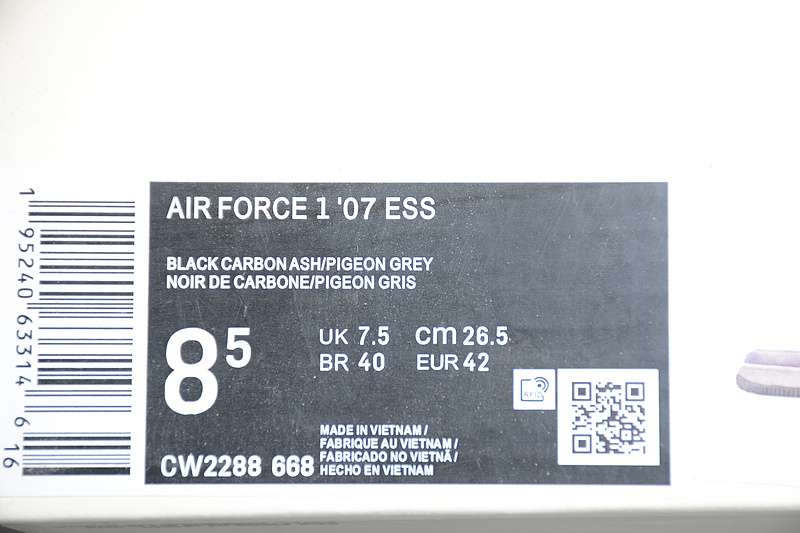 AIR FORCE 1 '07 ESS
BLACK CARBON ASH/PIGEON GREY
NOIR DE CARBONE/PIGEON GRIS
8 5
UK 7.5 cm 26.5
BR 40 EUR 42
MADE IN VIETNAM /
FABRIQUE AU VIETNAM /
FABRICADO NO VIETNÃ /
HECHO EN VIETNAM
CW2288 668
1 95240 63314 6 16